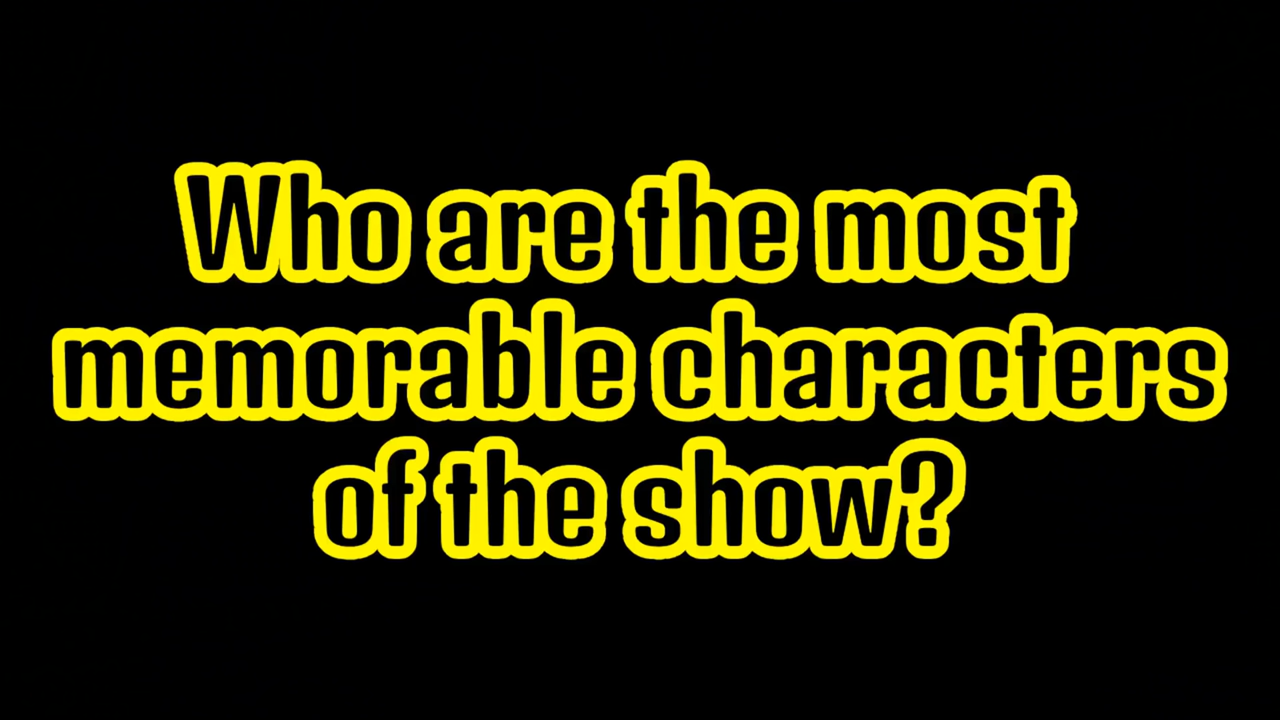 Who are the most
memorable characters
of the show?